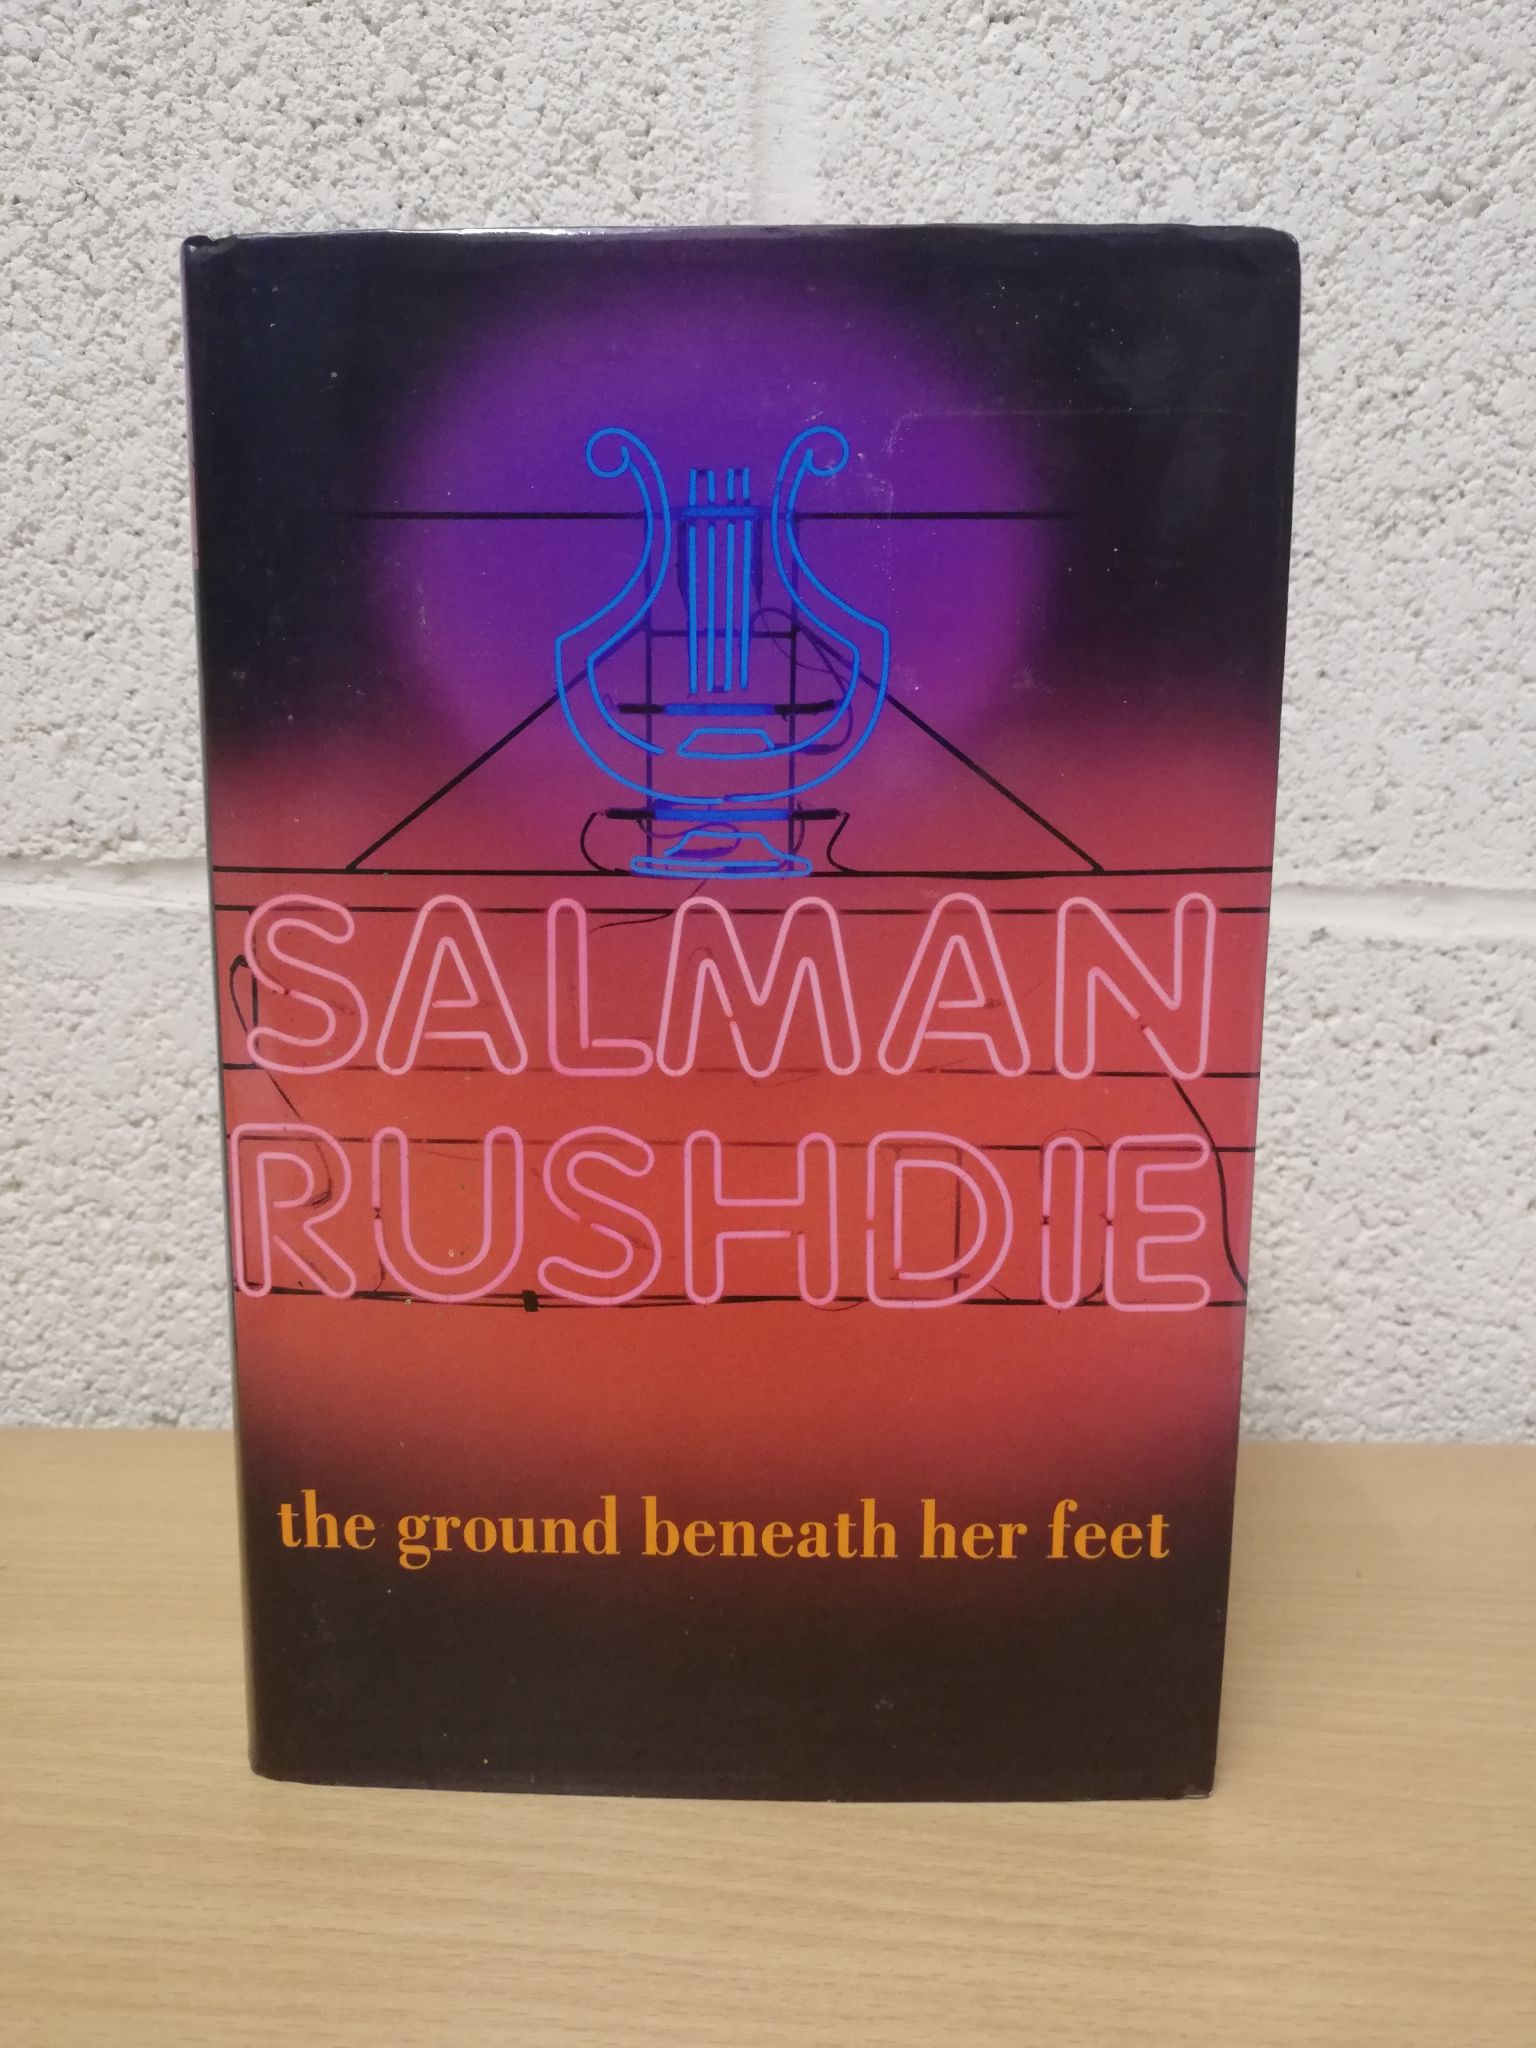 SALMAN
RUSHDIE
the ground beneath her feet